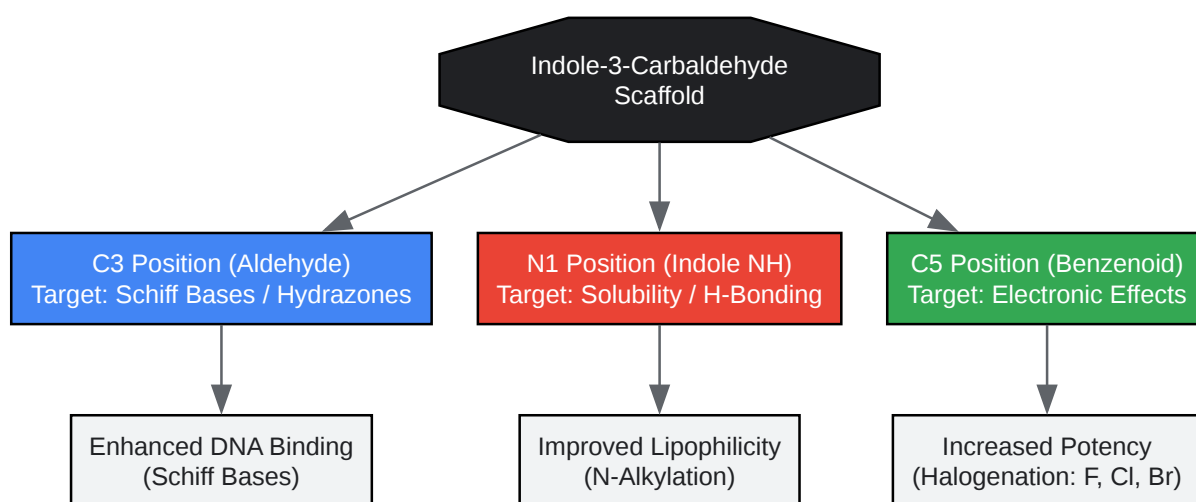 Indole-3-Carbaldehyde
Scaffold
C3 Position (Aldehyde)
Target: Schiff Bases / Hydrazones
N1 Position (Indole NH)
Target: Solubility / H-Bonding
C5 Position (Benzenoid)
Target: Electronic Effects
Enhanced DNA Binding
(Schiff Bases)
Improved Lipophilicity
(N-Alkylation)
Increased Potency
(Halogenation: F, Cl, Br)